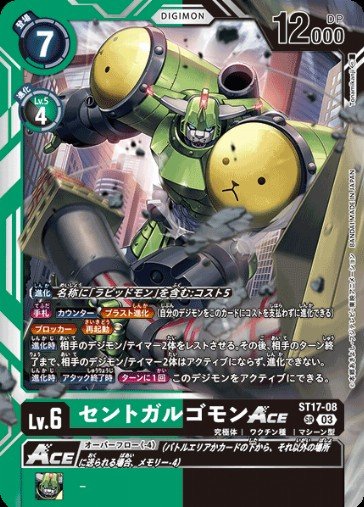 DIGIMON
登場
7
DP
12000
進化
Lv.5
4
進化 名称に「ラピッドモン」を含む:コスト5
手札 カウンター ブラスト進化 (自分のデジモンをこのカードにコストを支払わずに進化できる)
ブロッカー 再起動
進化時 相手のデジモン/テイマー2体をレストさせる。その後、相手のターン終
了まで、相手のデジモン/テイマー2体はアクティブにならず、進化できない。
進化時 アタック終了時 ターンに1回 このデジモンをアクティブにできる。
Lv.6
セントガルゴモンACE
ST17-08
03
究極体 | ワクチン種 | マシーン型
ACE
オーバーフロー《-4》
(バトルエリアかカードの下から、それ以外の場所
に送られる場合、メモリー-4)
-